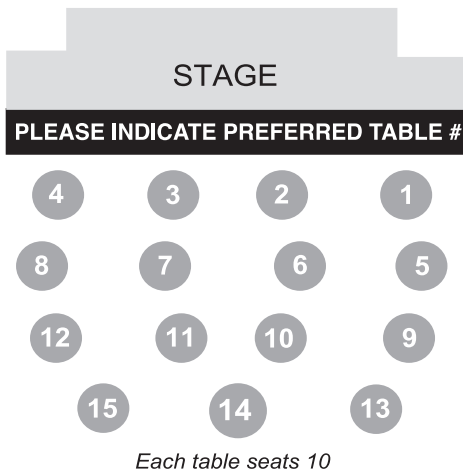 STAGE
PLEASE INDICATE PREFERRED TABLE #
4 3 2 1
8 7 6 5
12 11 10 9
15 14 13
Each table seats 10